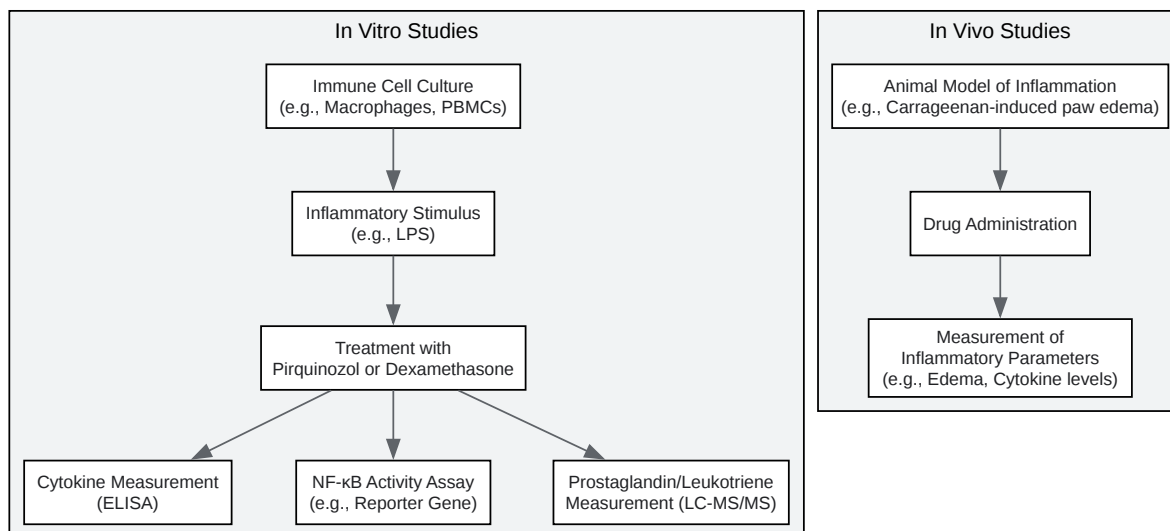 In Vitro Studies
Immune Cell Culture
(e.g., Macrophages, PBMCs)
Inflammatory Stimulus
(e.g., LPS)
Treatment with
Pirquinozol or Dexamethasone
Cytokine Measurement
(ELISA)
NF-κB Activity Assay
(e.g., Reporter Gene)
Prostaglandin/Leukotriene
Measurement (LC-MS/MS)
In Vivo Studies
Animal Model of Inflammation
(e.g., Carrageenan-induced paw edema)
Drug Administration
Measurement of
Inflammatory Parameters
(e.g., Edema, Cytokine levels)